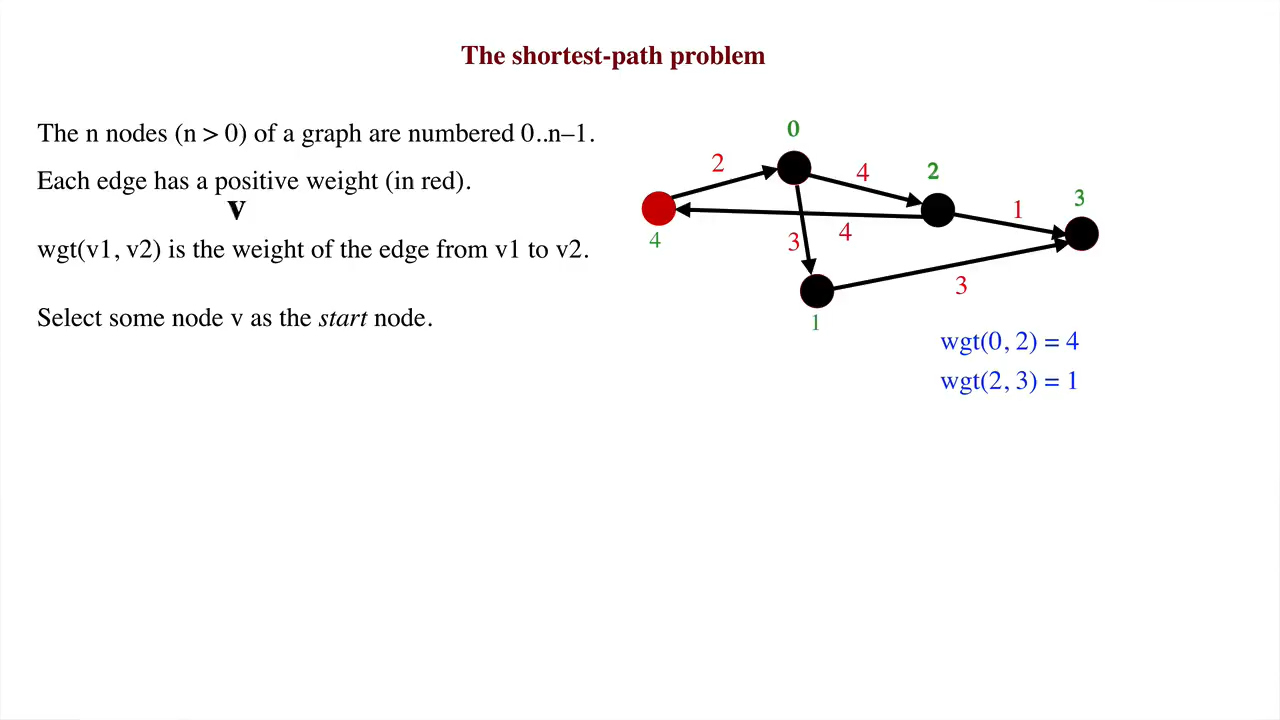 The shortest-path problem
The n nodes (n > 0) of a graph are numbered 0..n–1.
Each edge has a positive weight (in red).
v
wgt(v1, v2) is the weight of the edge from v1 to v2.
Select some node v as the start node.
0
2
4
2
3
1
4
3
4
3
1
wgt(0, 2) = 4
wgt(2, 3) = 1